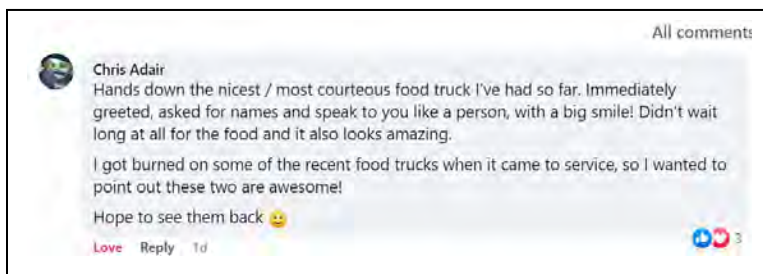 All comments
Chris Adair
Hands down the nicest / most courteous food truck I've had so far. Immediately
greeted, asked for names and speak to you like a person, with a big smile! Didn't wait
long at all for the food and it also looks amazing.
I got burned on some of the recent food trucks when it came to service, so I wanted to
point out these two are awesome!
Hope to see them back 😀
Love Reply 1d
3